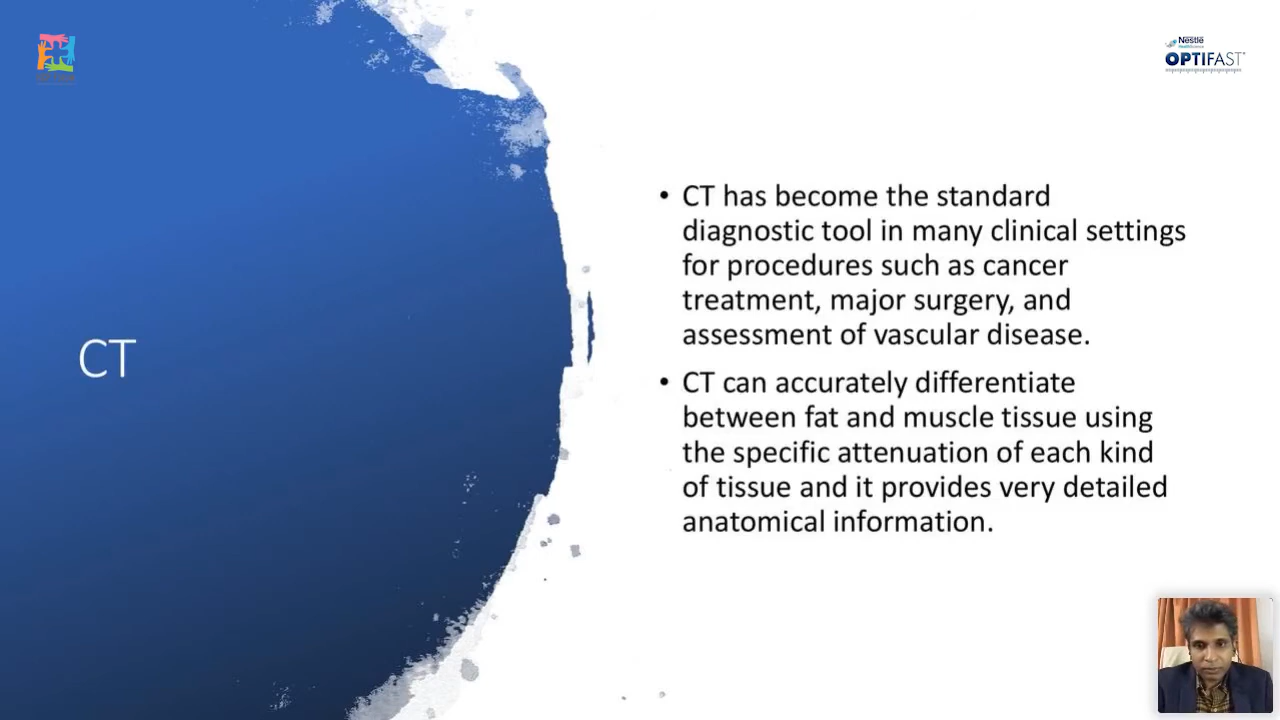 Nestlé
HealthScience
OPTIFAST
CT
• CT has become the standard
diagnostic tool in many clinical settings
for procedures such as cancer
treatment, major surgery, and
assessment of vascular disease.
• CT can accurately differentiate
between fat and muscle tissue using
the specific attenuation of each kind
of tissue and it provides very detailed
anatomical information.